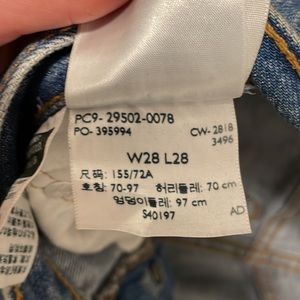 PC9- 29502-0078
PO- 395994 CW-2818
3496
W28 L28
尺码 : 155/72A
호칭 : 70-97 허리둘레 : 70 cm
엉덩이둘레 : 97 cm
S40197
AD